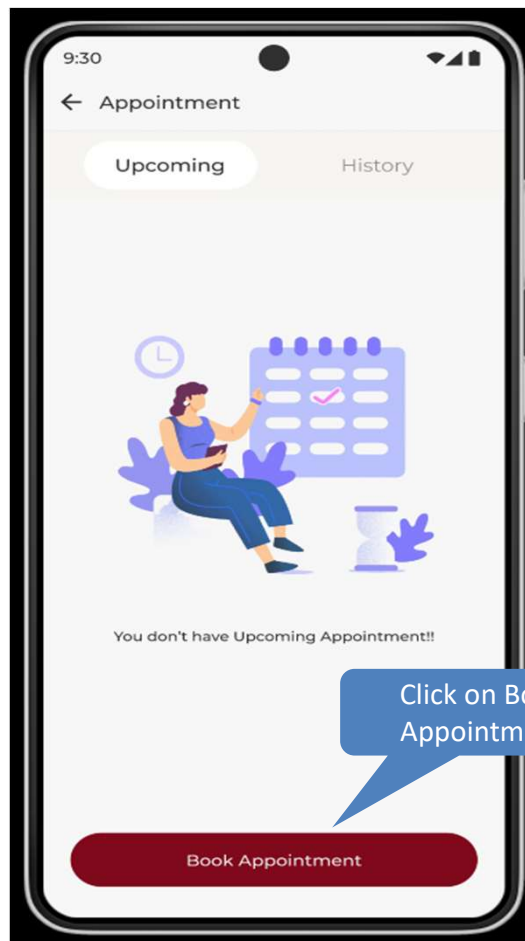 9:30
← Appointment
Upcoming History
You don't have Upcoming Appointment!!
Click on
Book Appointment